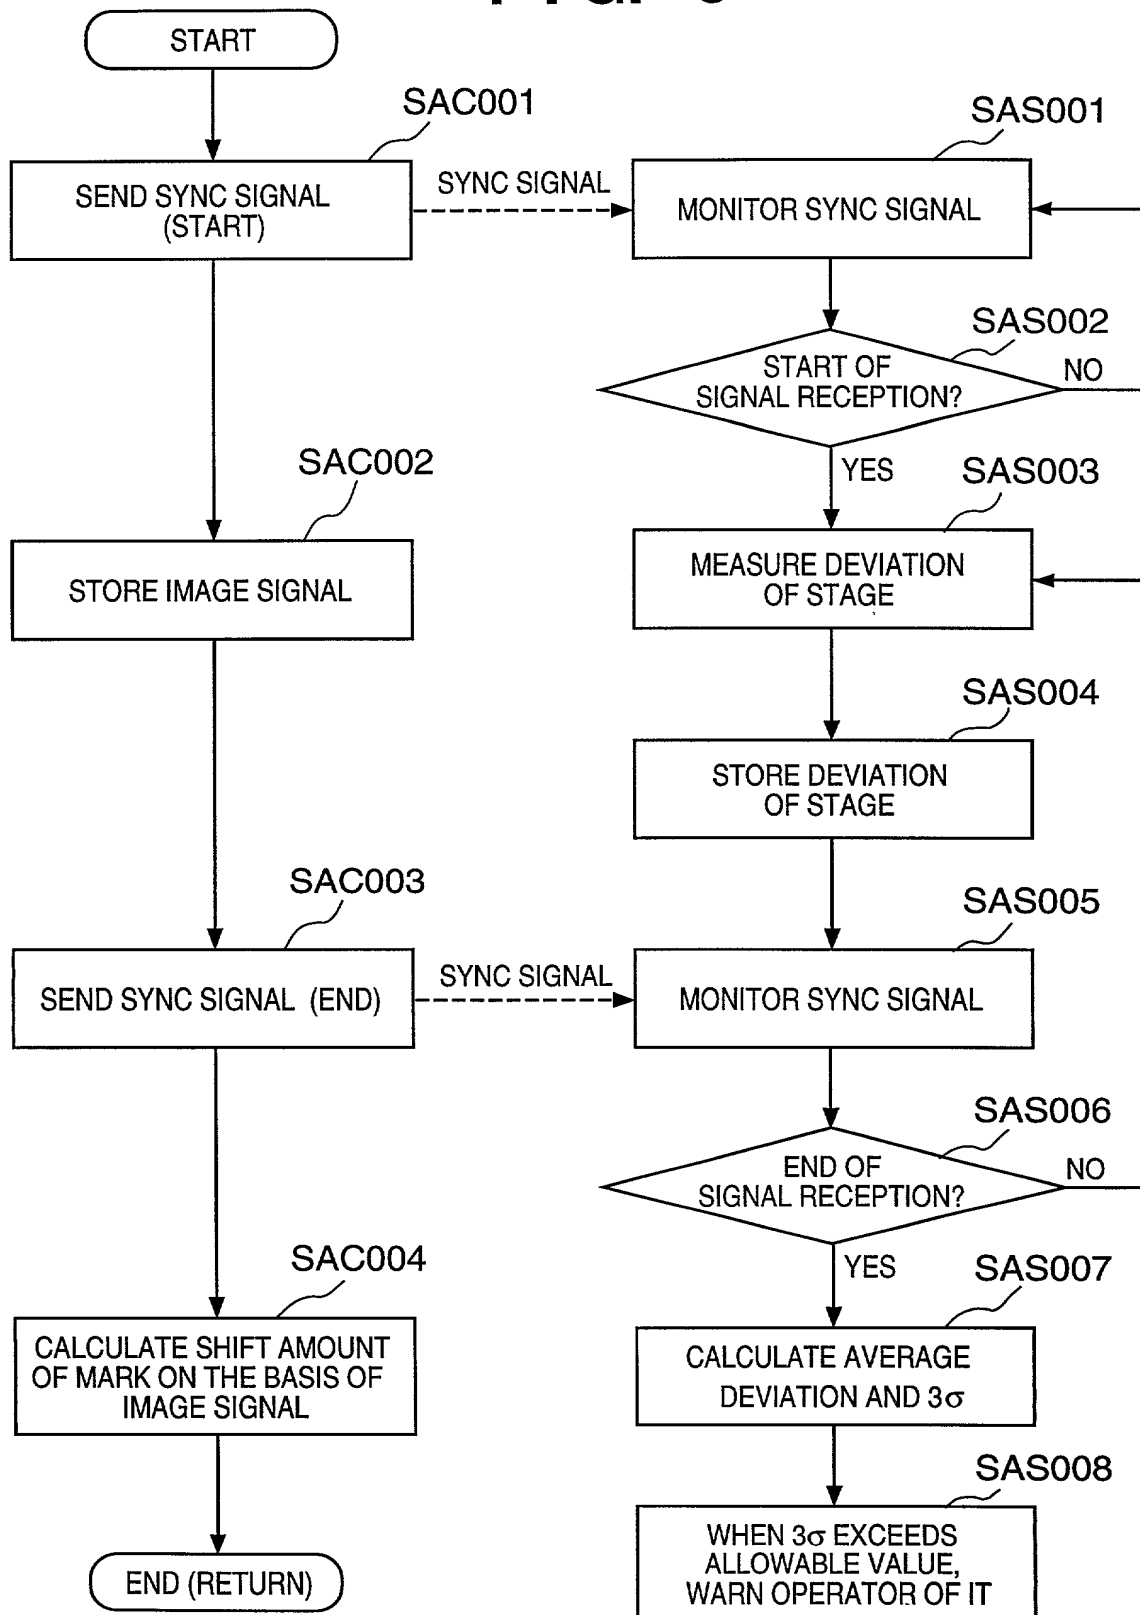 START
SAC001
SEND SYNC SIGNAL
(START)
SYNC SIGNAL
SAS001
MONITOR SYNC SIGNAL
SAS002
START OF
SIGNAL RECEPTION?
NO
YES
SAC002
STORE IMAGE SIGNAL
SAS003
MEASURE DEVIATION
OF STAGE
SAS004
STORE DEVIATION
OF STAGE
SAC003
SEND SYNC SIGNAL (END)
SYNC SIGNAL
SAS005
MONITOR SYNC SIGNAL
SAS006
END OF
SIGNAL RECEPTION?
NO
YES
SAC004
CALCULATE SHIFT AMOUNT
OF MARK ON THE BASIS OF
IMAGE SIGNAL
SAS007
CALCULATE AVERAGE
DEVIATION AND 3σ
SAS008
WHEN 3σ EXCEEDS
ALLOWABLE VALUE,
WARN OPERATOR OF IT
END (RETURN)